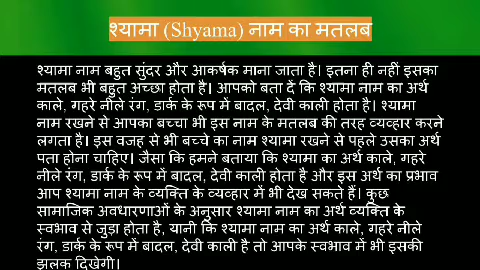 श्यामा (Shyama) नाम का मतलब
श्यामा नाम बहुत सुंदर और आकर्षक माना जाता है। इतना ही नहीं इसका
मतलब भी बहुत अच्छा होता है। आपको बता दें कि श्यामा नाम का अर्थ
काले, गहरे नीले रंग, डार्क के रूप में बादल, देवी काली होता है। श्यामा
नाम रखने से आपका बच्चा भी इस नाम के मतलब की तरह व्यव्हार करने
लगता है। इस वजह से भी बच्चे का नाम श्यामा रखने से पहले उसका अर्थ
पता होना चाहिए। जैसा कि हमने बताया कि श्यामा का अर्थ काले, गहरे
नीले रंग, डार्क के रूप में बादल, देवी काली होता है और इस अर्थ का प्रभाव
आप श्यामा नाम के व्यक्ति के व्यव्हार में भी देख सकते हैं। कुछ
सामाजिक अवधारणाओं के अनुसार श्यामा नाम का अर्थ व्यक्ति के
स्वभाव से जुड़ा होता है, यानी कि श्यामा नाम का अर्थ काले, गहरे नीले
रंग, डार्क के रूप में बादल, देवी काली है तो आपके स्वभाव में भी इसकी
झलक दिखेगी।